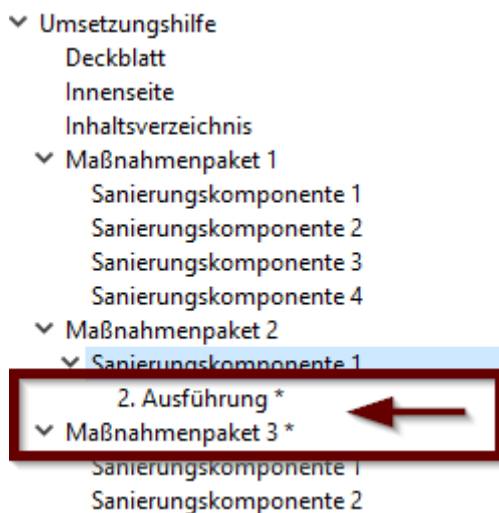 Umsetzungshilfe
Deckblatt
Innenseite
Inhaltsverzeichnis
Maßnahmenpaket 1
Sanierungskomponente 1
Sanierungskomponente 2
Sanierungskomponente 3
Sanierungskomponente 4
Maßnahmenpaket 2
Sanierungskomponente 1
2. Ausführung *
Maßnahmenpaket 3 *
Sanierungskomponente 1
Sanierungskomponente 2